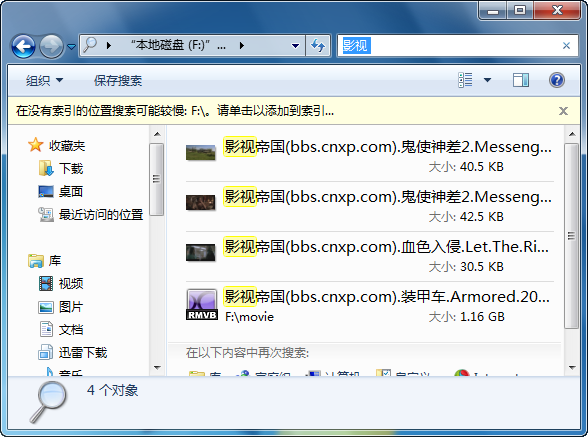 “本地磁盘 (F:)”...
影视
组织
保存搜索
在没有索引的位置搜索可能较慢: F:\。请单击以添加到索引...
收藏夹
下载
桌面
最近访问的位置
库
视频
图片
文档
迅雷下载
音乐
影视帝国(bbs.cnxp.com).鬼使神差2.Messeng...
大小: 40.5 KB
影视帝国(bbs.cnxp.com).鬼使神差2.Messeng...
大小: 42.5 KB
影视帝国(bbs.cnxp.com).血色入侵.Let.The.Ri...
大小: 30.5 KB
RMVB
影视帝国(bbs.cnxp.com).装甲车.Armored.20...
F:\movie
大小: 1.16 GB
在以下内容中再次搜索:
库 家庭组 计算机 自定义... Internet
4 个对象